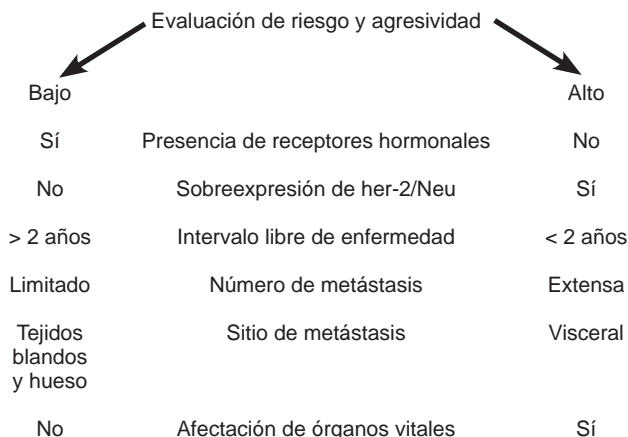 Evaluación de riesgo y agresividad
Bajo Alto
Sí Presencia de receptores hormonales No
No Sobreexpresión de her-2/Neu Sí
> 2 años Intervalo libre de enfermedad < 2 años
Limitado Número de metástasis Extensa
Tejidos Sitio de metástasis Visceral
blandos
y hueso
No Afectación de órganos vitales Sí